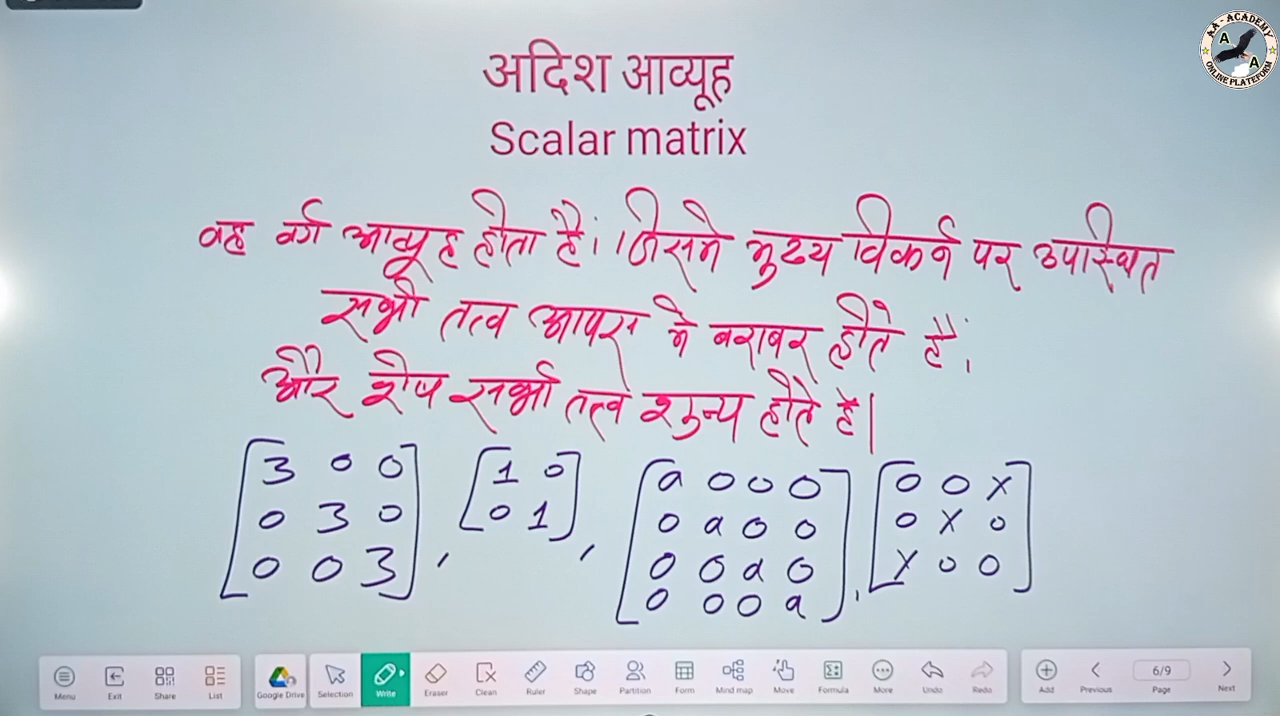 AA-ACADEMY
ONLINE PLATEFORM
A
A
अदिश आव्यूह
Scalar matrix
वह वर्ग आव्यूह होता है। जिसमे मुख्य विकर्ण पर उपस्थित
सभी तत्व आपस मे बराबर होते हैं।
और शेष सभी तत्व शुन्य होते है|
[3 0 0] [1 0] [a 0 0 0] [0 0 x]
[0 3 0] [0 1] [0 a 0 0] [0 x 0]
[0 0 3] , , [0 0 a 0] , [x 0 0]
[0 0 0 a]
Menu Exit Share List Google Drive Selection Write Eraser Clean Ruler Shape Partition Form Mind map Move Formula More Undo Redo Add Previous 6/9 Page Next